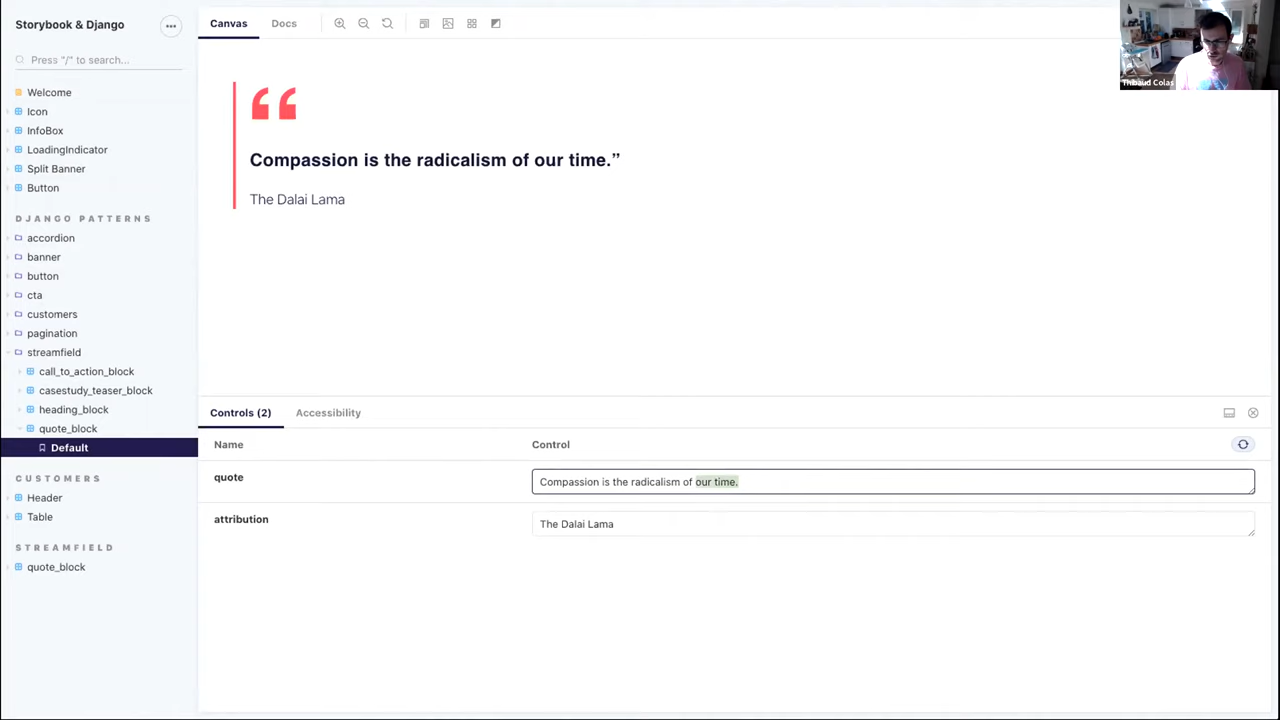 Storybook & Django
Press "/" to search...
Welcome
Icon
InfoBox
LoadingIndicator
Split Banner
Button
DJANGO PATTERNS
accordion
banner
button
cta
customers
pagination
streamfield
call_to_action_block
casestudy_teaser_block
heading_block
quote_block
Default
CUSTOMERS
Header
Table
STREAMFIELD
quote_block
Canvas
Docs
“
Compassion is the radicalism of our time.”
The Dalai Lama
Controls (2)
Accessibility
Name
Control
quote
Compassion is the radicalism of our time.
attribution
The Dalai Lama
Thibaud Colas